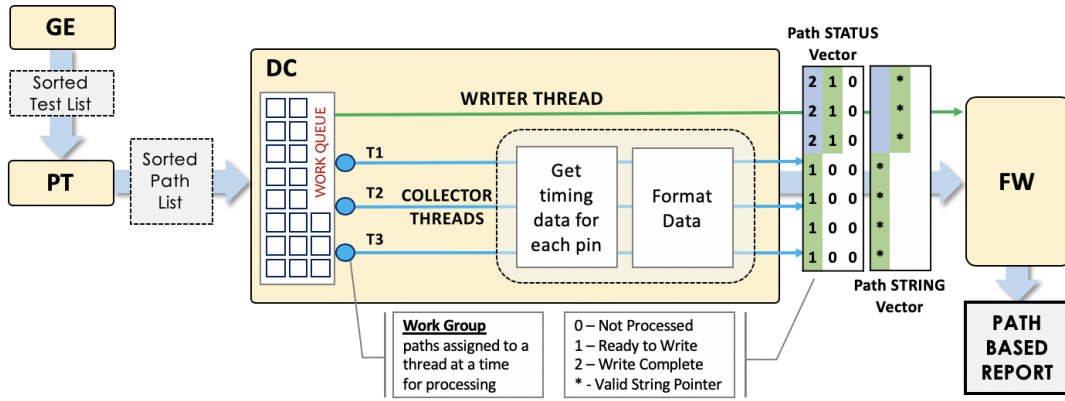 GE
Sorted
Test List
PT
Sorted
Path
List
DC
WORK QUEUE
WRITER THREAD
T1
T2
COLLECTOR
THREADS
T3
Get
timing
data for
each pin
Format
Data
Path STATUS
Vector
2 1 0 *
2 1 0 *
2 1 0 *
1 0 0 *
1 0 0 *
1 0 0 *
1 0 0 *
Path STRING
Vector
FW
PATH
BASED
REPORT
Work Group
paths assigned to a
thread at a time
for processing
0 – Not Processed
1 – Ready to Write
2 – Write Complete
* - Valid String Pointer